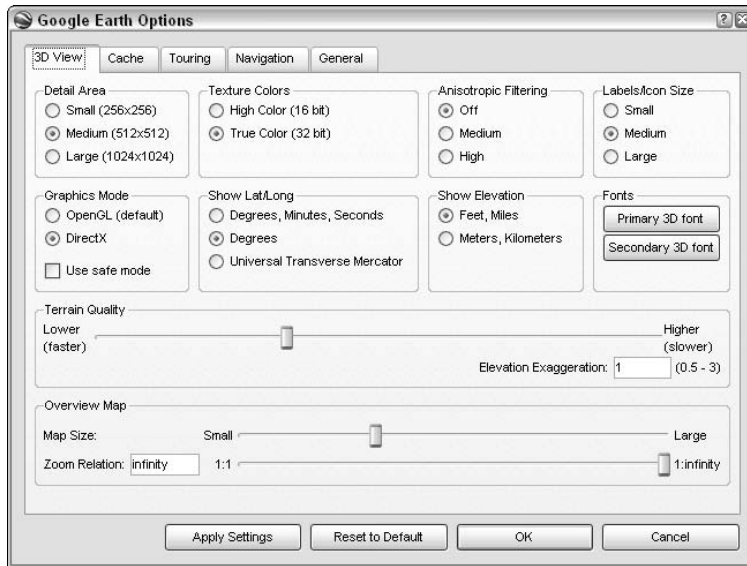 Google Earth Options
3D View Cache Touring Navigation General
Detail Area
Small (256x256)
Medium (512x512)
Large (1024x1024)
Texture Colors
High Color (16 bit)
True Color (32 bit)
Anisotropic Filtering
Off
Medium
High
Labels/Icon Size
Small
Medium
Large
Graphics Mode
OpenGL (default)
DirectX
Use safe mode
Show Lat/Long
Degrees, Minutes, Seconds
Degrees
Universal Transverse Mercator
Show Elevation
Feet, Miles
Meters, Kilometers
Fonts
Primary 3D font
Secondary 3D font
Terrain Quality
Lower
(faster)
Higher
(slower)
Elevation Exaggeration: 1 (0.5 - 3)
Overview Map
Map Size: Small Large
Zoom Relation: infinity 1:1 1:infinity
Apply Settings Reset to Default OK Cancel